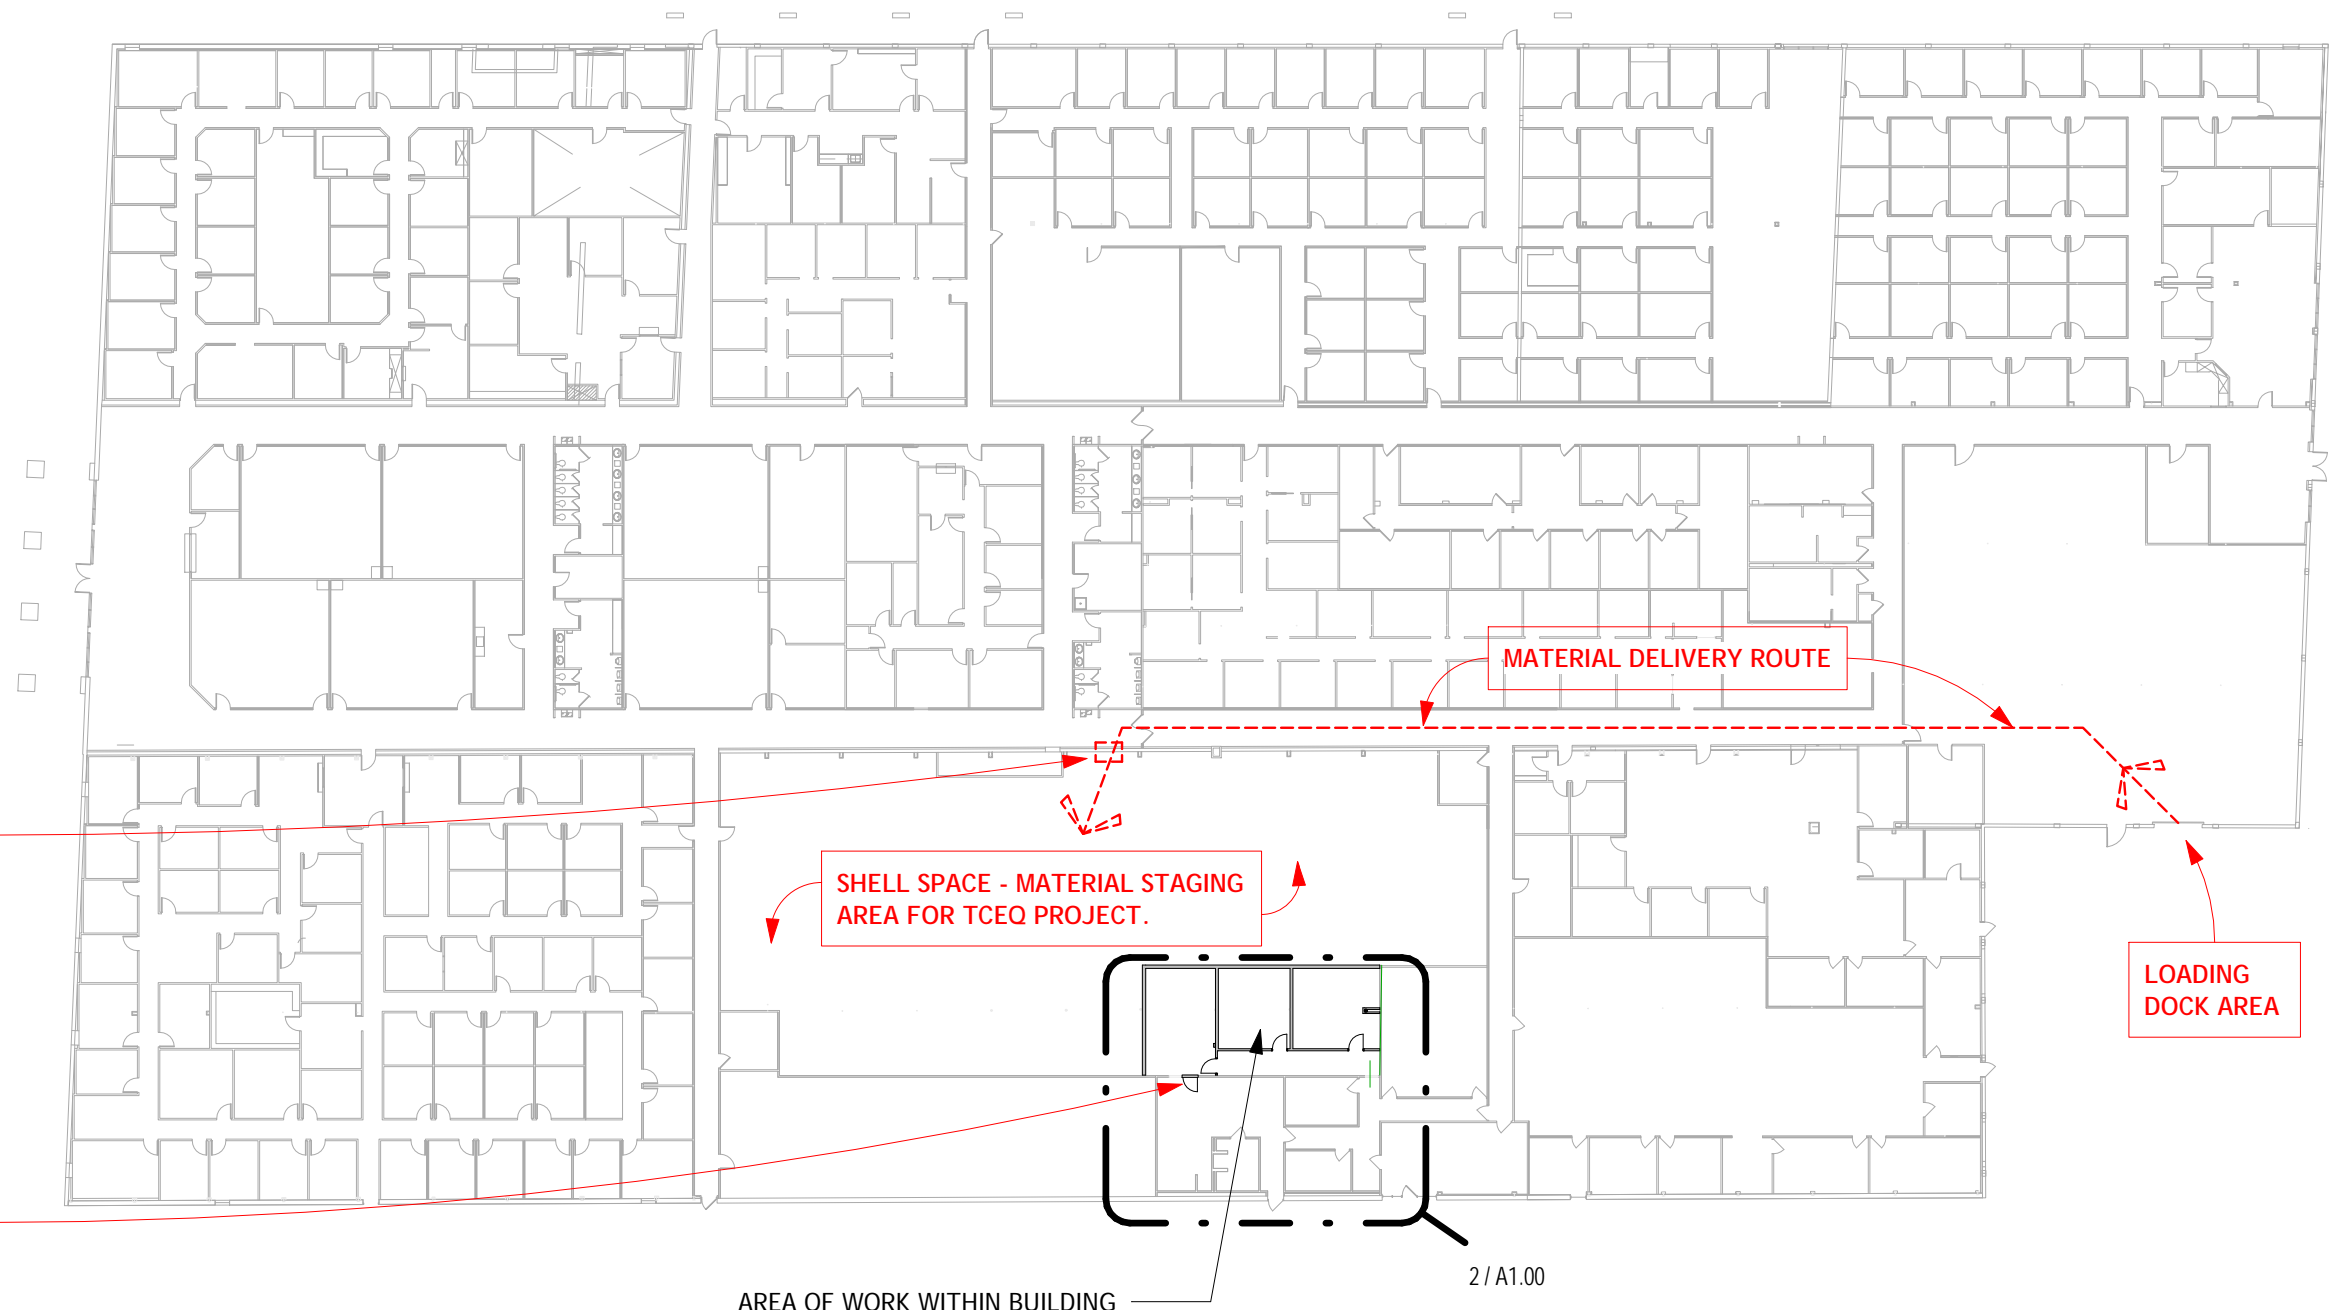 MATERIAL DELIVERY ROUTE
SHELL SPACE - MATERIAL STAGING
AREA FOR TCEQ PROJECT.
LOADING
DOCK AREA
2 / A1.00
AREA OF WORK WITHIN BUILDING